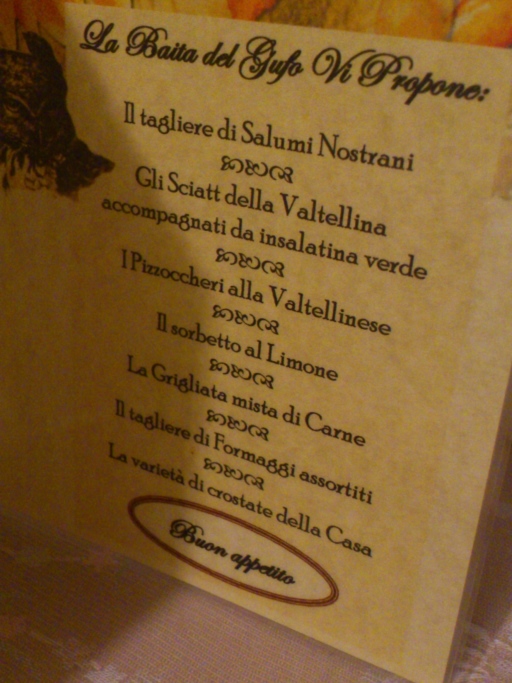 La Baita del Gufo Vi Propone:
Il tagliere di Salumi Nostrani
Gli Sciatt della Valtellina
accompagnati da insalatina verde
I Pizzoccheri alla Valtellinese
Il sorbetto al Limone
La Grigliata mista di Carne
Il tagliere di Formaggi assortiti
La varietà di crostate della Casa
Buon appetito